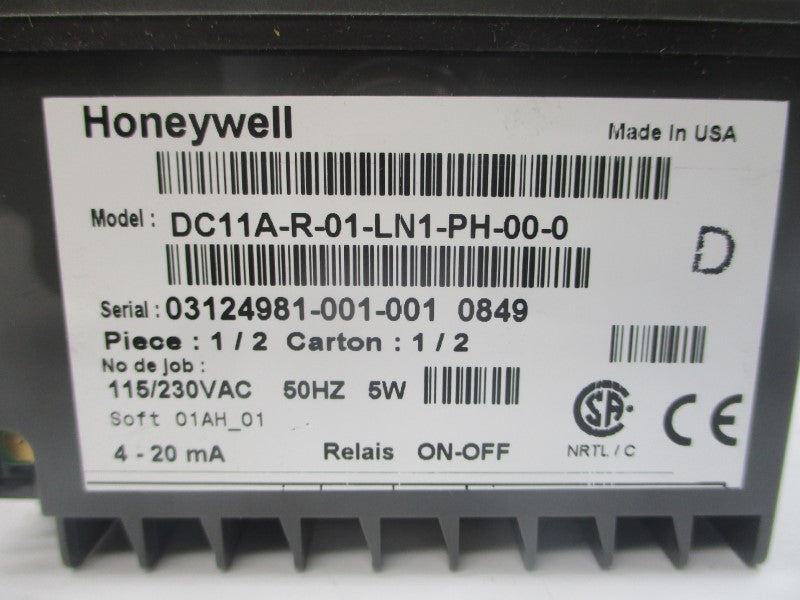 Honeywell
Made In USA
Model : DC11A-R-01-LN1-PH-00-0
D
Serial : 03124981-001-001 0849
Piece : 1 / 2 Carton : 1 / 2
No de job :
115/230VAC 50HZ 5W
Soft 01AH_01
4 - 20 mA Relais ON-OFF
SA
NRTL / C
CE